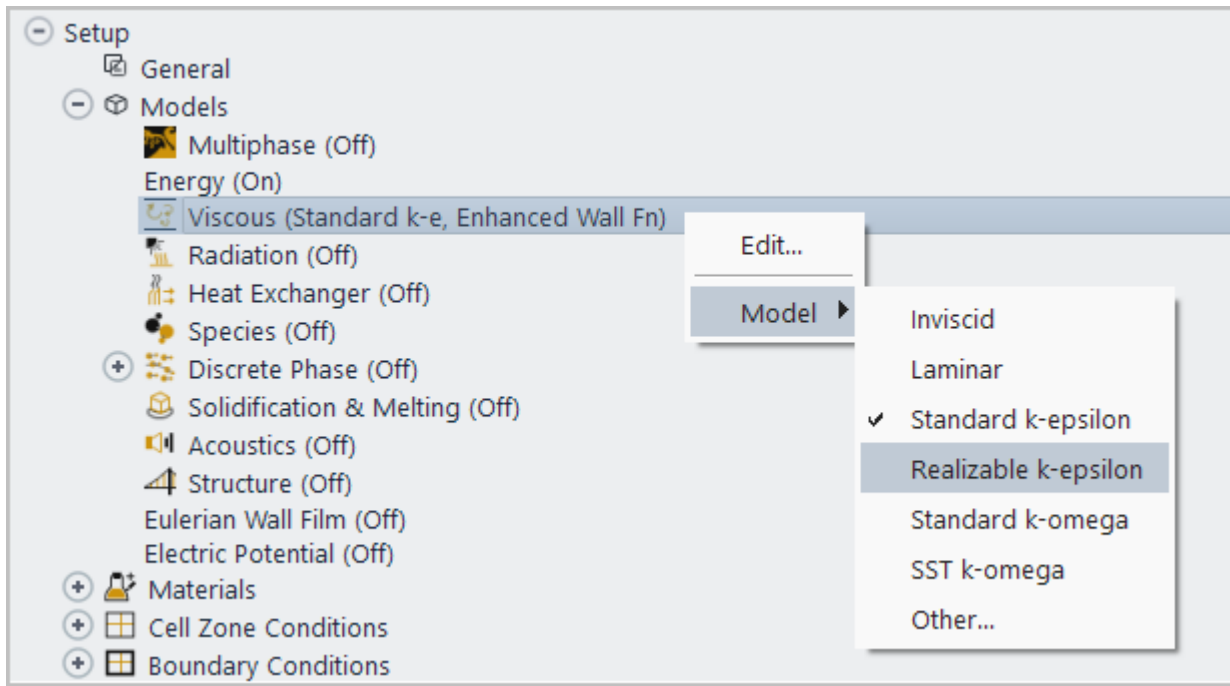 Setup
General
Models
Multiphase (Off)
Energy (On)
Viscous (Standard k-e, Enhanced Wall Fn)
Radiation (Off)
Heat Exchanger (Off)
Species (Off)
Discrete Phase (Off)
Solidification & Melting (Off)
Acoustics (Off)
Structure (Off)
Eulerian Wall Film (Off)
Electric Potential (Off)
Materials
Cell Zone Conditions
Boundary Conditions
Edit...
Model
Inviscid
Laminar
Standard k-epsilon
Realizable k-epsilon
Standard k-omega
SST k-omega
Other...